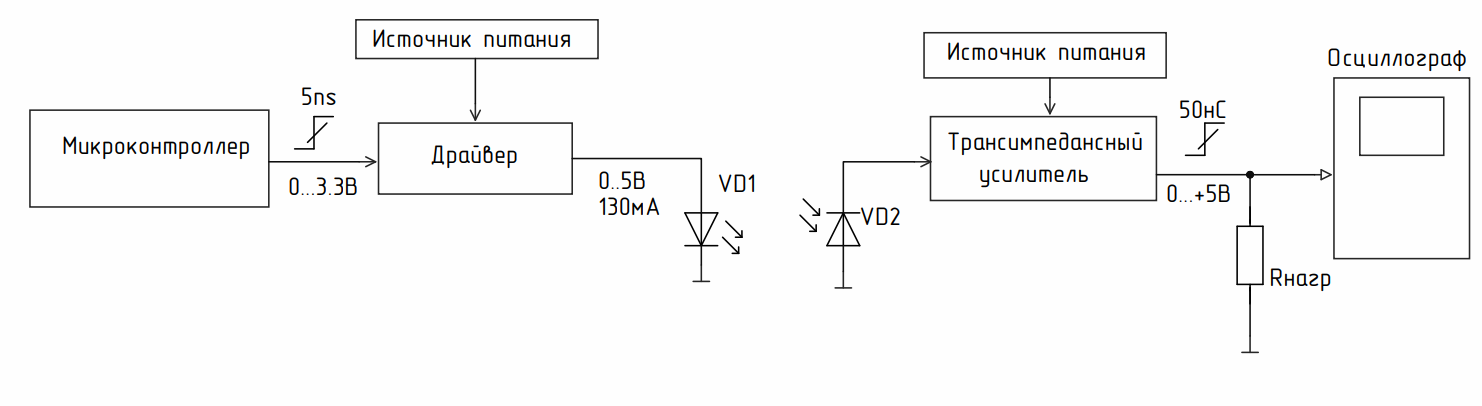 Источник питания
Микроконтроллер
5ns
0...3.3В
Драйвер
0..5В
130мА
VD1
VD2
Источник питания
Трансимпедансный
усилитель
50нС
0...+5В
Rнагр
Осциллограф